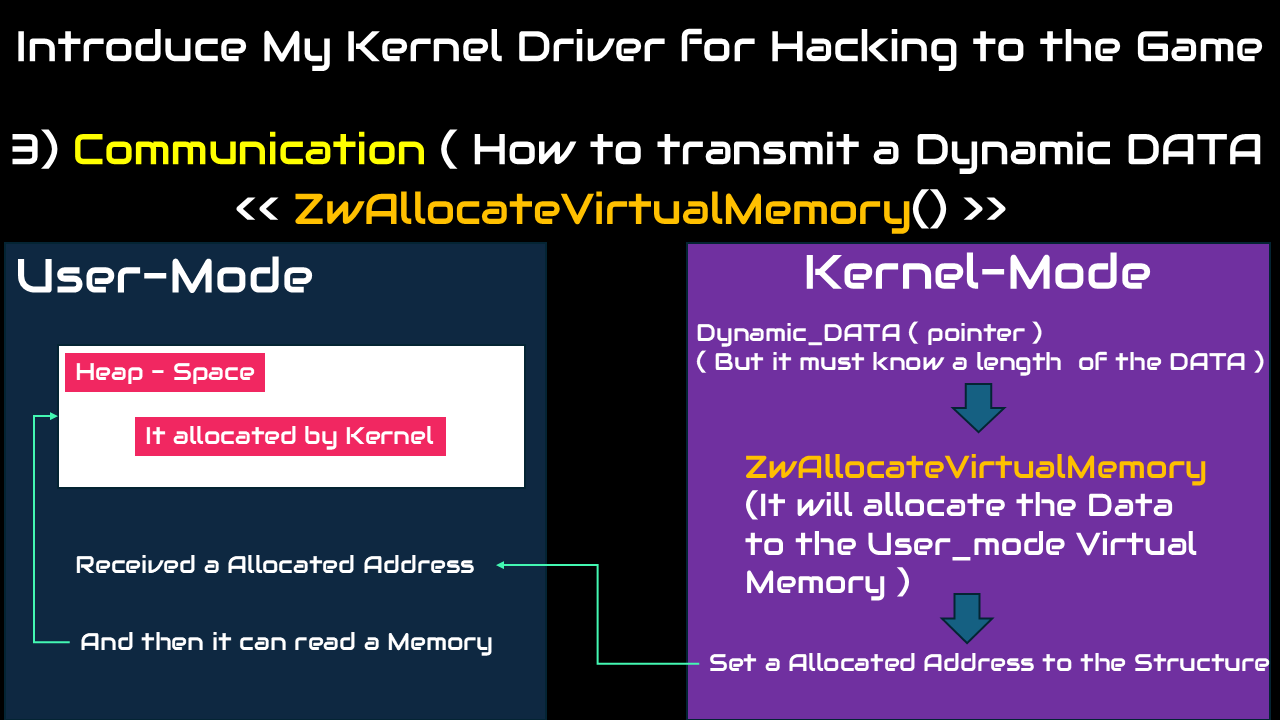 Introduce My Kernel Driver for Hacking to the Game
3) Communication ( How to transmit a Dynamic DATA
<< ZwAllocateVirtualMemory() >>
User-Mode
Heap - Space
It allocated by Kernel
Received a Allocated Address
And then it can read a Memory
Kernel-Mode
Dynamic_DATA ( pointer )
( But it must know a length of the DATA )
ZwAllocateVirtualMemory
(It will allocate the Data
to the User_mode Virtual
Memory )
Set a Allocated Address to the Structure